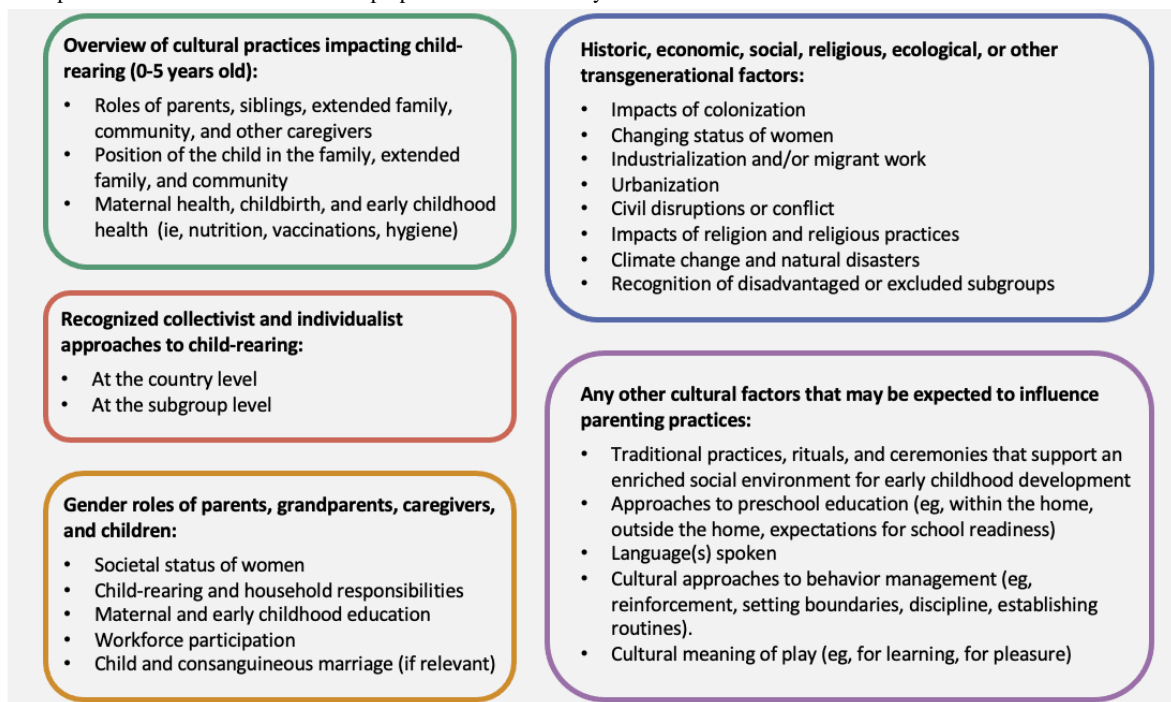 Overview of cultural practices impacting child-
rearing (0-5 years old):
• Roles of parents, siblings, extended family,
community, and other caregivers
• Position of the child in the family, extended
family, and community
• Maternal health, childbirth, and early childhood
health (ie, nutrition, vaccinations, hygiene)
Recognized collectivist and individualist
approaches to child-rearing:
• At the country level
• At the subgroup level
Gender roles of parents, grandparents, caregivers,
and children:
• Societal status of women
• Child-rearing and household responsibilities
• Maternal and early childhood education
• Workforce participation
• Child and consanguineous marriage (if relevant)
Historic, economic, social, religious, ecological, or other
transgenerational factors:
• Impacts of colonization
• Changing status of women
• Industrialization and/or migrant work
• Urbanization
• Civil disruptions or conflict
• Impacts of religion and religious practices
• Climate change and natural disasters
• Recognition of disadvantaged or excluded subgroups
Any other cultural factors that may be expected to influence
parenting practices:
• Traditional practices, rituals, and ceremonies that support an
enriched social environment for early childhood development
• Approaches to preschool education (eg, within the home,
outside the home, expectations for school readiness)
• Language(s) spoken
• Cultural approaches to behavior management (eg,
reinforcement, setting boundaries, discipline, establishing
routines).
• Cultural meaning of play (eg, for learning, for pleasure)